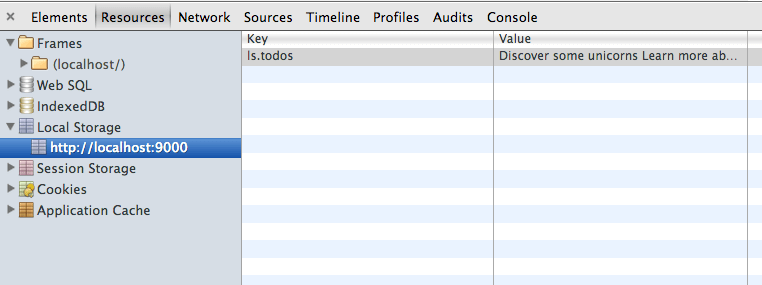 × Elements Resources Network Sources Timeline Profiles Audits Console
Frames
(localhost/)
Web SQL
IndexedDB
Local Storage
http://localhost:9000
Session Storage
Cookies
Application Cache
Key Value
ls.todos Discover some unicorns Learn more ab...